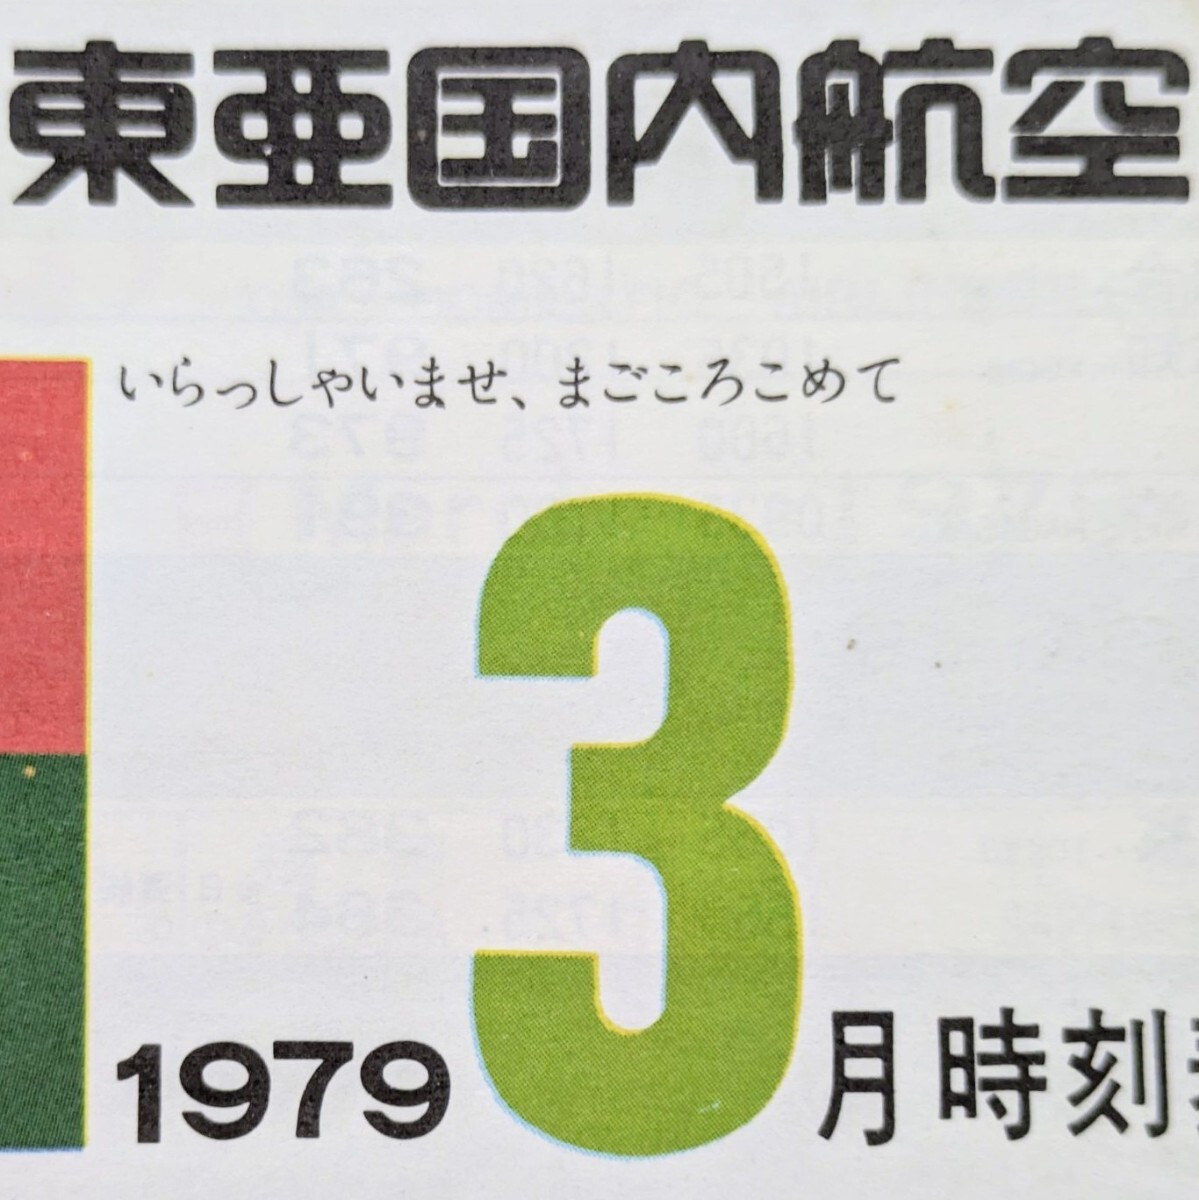 東亜国内航空
いらっしゃいませ、まごころこめて
1979 3月時刻表